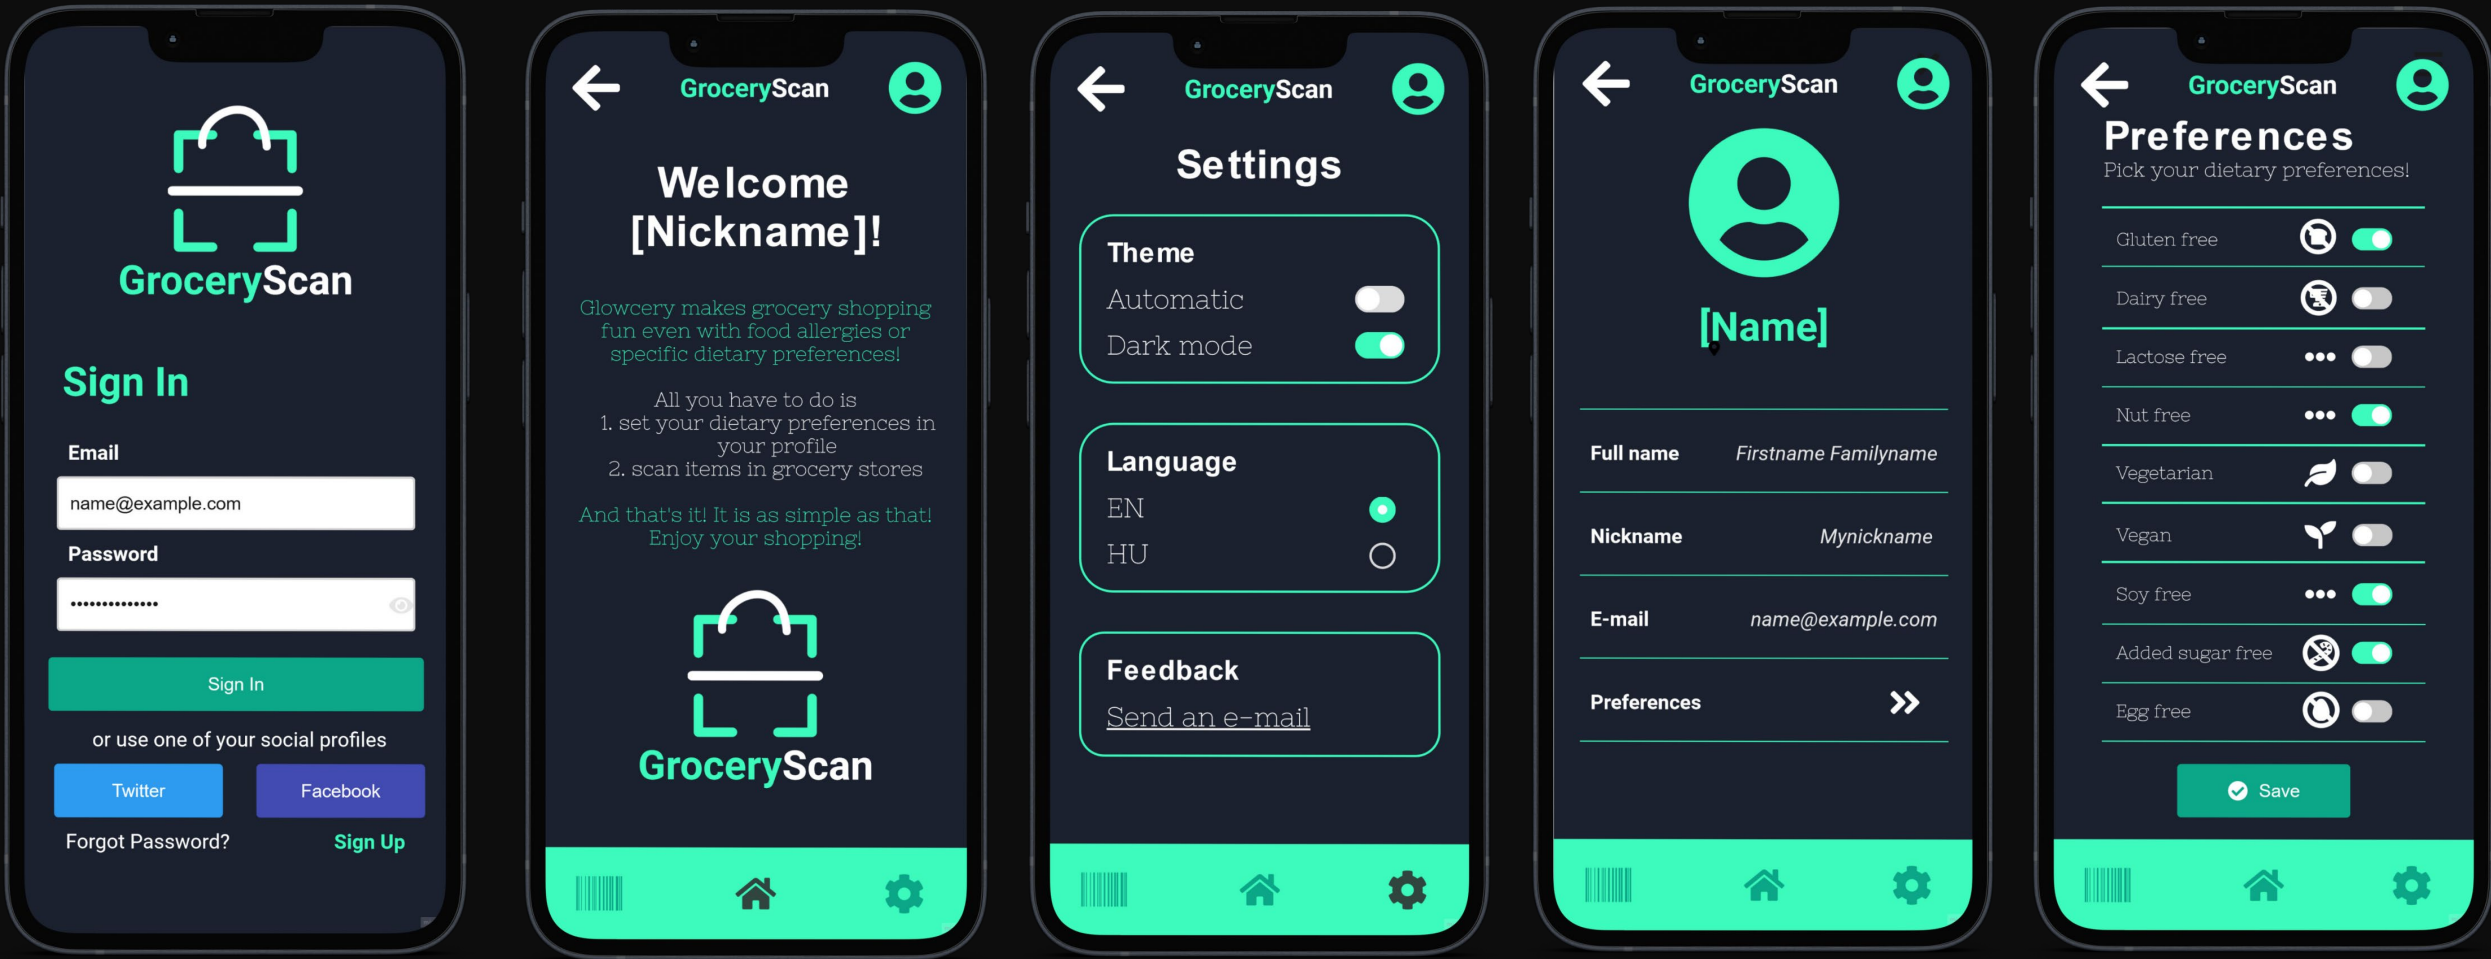 GroceryScan
Sign In
Email
name@example.com
Password
••••••••••••••
Sign In
or use one of your social profiles
Twitter
Facebook
Forgot Password?
Sign Up
GroceryScan
Welcome
[Nickname]!
Glowcery makes grocery shopping
fun even with food allergies or
specific dietary preferences!
All you have to do is
1. set your dietary preferences in
your profile
2. scan items in grocery stores
And that's it! It is as simple as that!
Enjoy your shopping!
GroceryScan
GroceryScan
Settings
Theme
Automatic
Dark mode
Language
EN
HU
Feedback
Send an e-mail
GroceryScan
[Name]
Full name
Firstname Familyname
Nickname
Mynickname
E-mail
name@example.com
Preferences
GroceryScan
Preferences
Pick your dietary preferences!
Gluten free
Dairy free
Lactose free
Nut free
Vegetarian
Vegan
Soy free
Added sugar free
Egg free
Save